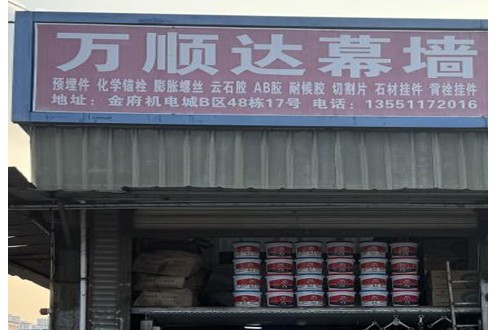 万顺达幕墙
预埋件 化学锚栓 膨胀螺丝 云石胶 AB胶 耐候胶 切割片 石材挂件 背栓挂件
地址：金府机电城B区48栋17号 电话：13551172016